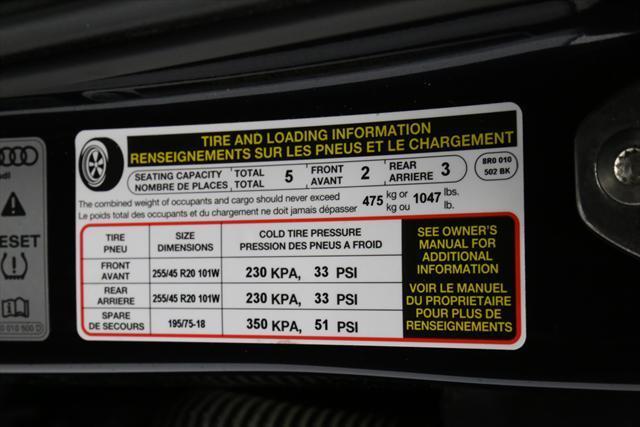 TIRE AND LOADING INFORMATION
RENSEIGNEMENTS SUR LES PNEUS ET LE CHARGEMENT
SEATING CAPACITY TOTAL 5 FRONT 2 REAR 3 8R0 010
NOMBRE DE PLACES TOTAL AVANT ARRIERE 502 BK
The combined weight of occupants and cargo should never exceed 475 kg or 1047 lbs.
Le poids total des occupants et du chargement ne doit jamais dépasser kg ou lb.
TIRE SIZE COLD TIRE PRESSURE
PNEU DIMENSIONS PRESSION DES PNEUS A FROID
FRONT
AVANT 255/45 R20 101W 230 KPA, 33 PSI
REAR
ARRIERE 255/45 R20 101W 230 KPA, 33 PSI
SPARE
DE SECOURS 195/75-18 350 KPA, 51 PSI
SEE OWNER'S
MANUAL FOR
ADDITIONAL
INFORMATION
VOIR LE MANUEL
DU PROPRIETAIRE
POUR PLUS DE
RENSEIGNEMENTS